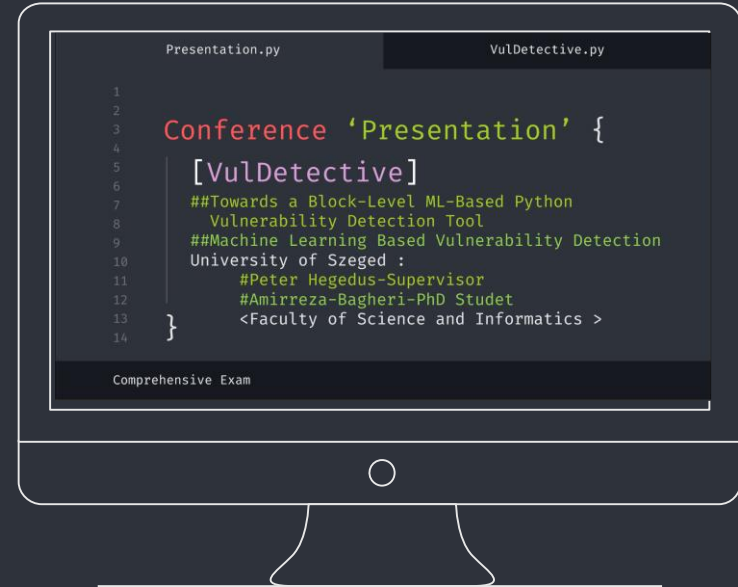 Presentation.py
VulDetective.py
1
2
3
4
5
6
7
8
9
10
11
12
13
14
Conference ‘Presentation’ {
[VulDetective]
##Towards a Block-Level ML-Based Python
Vulnerability Detection Tool
##Machine Learning Based Vulnerability Detection
University of Szeged :
#Peter Hegedus-Supervisor
#Amirreza-Bagheri-PhD Studet
<Faculty of Science and Informatics >
}
Comprehensive Exam